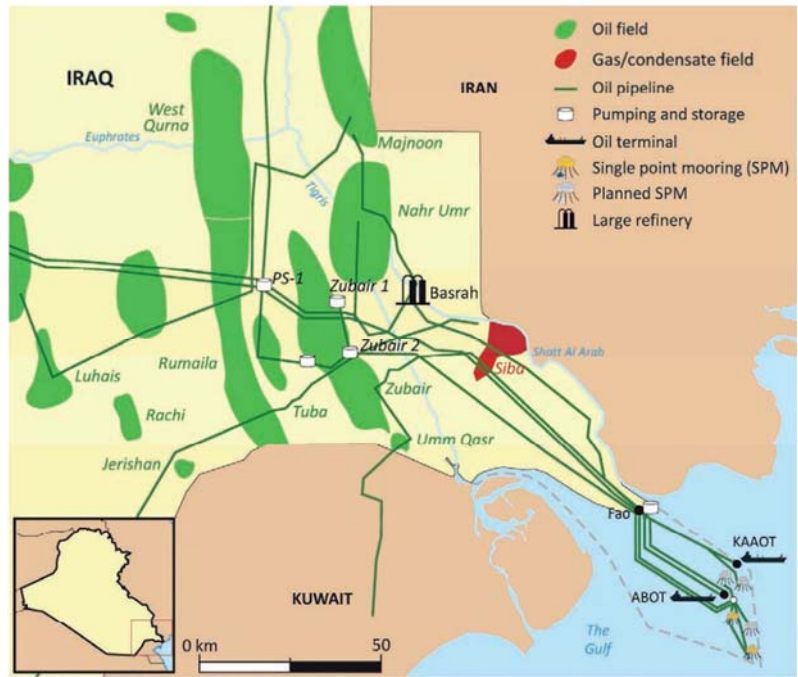 IRAQ
IRAN
Oil field
Gas/condensate field
Oil pipeline
Pumping and storage
Oil terminal
Single point mooring (SPM)
Planned SPM
Large refinery
West
Qurna
Euphrates
Majnoon
Tigris
Nahr Umr
PS-1
Zubair 1
Basrah
Zubair 2
Shatt Al Arab
Siba
Luhais
Rumaila
Zubair
Rachi
Tuba
Umm Qasr
Jerishan
Fao
KAAOT
ABOT
KUWAIT
The
Gulf
0 km
50